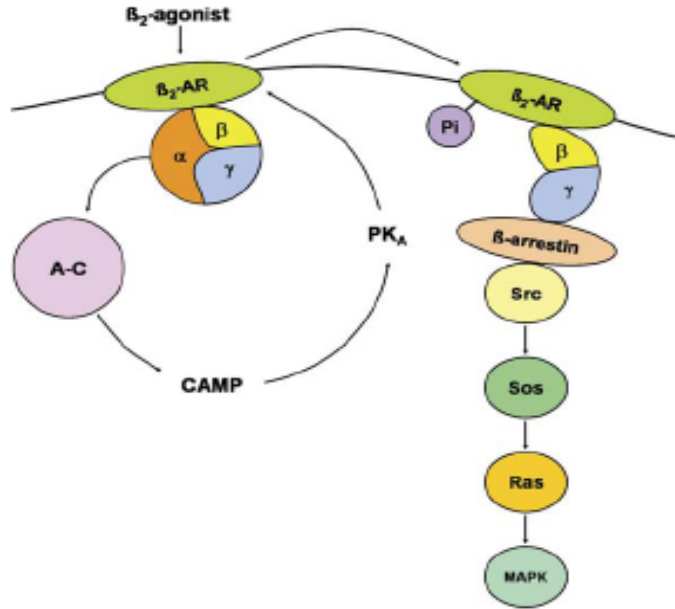 ß₂-agonist
ß₂-AR
β
α
γ
A-C
CAMP
PKA
ß₂-AR
Pi
β
γ
ß-arrestin
Src
Sos
Ras
MAPK